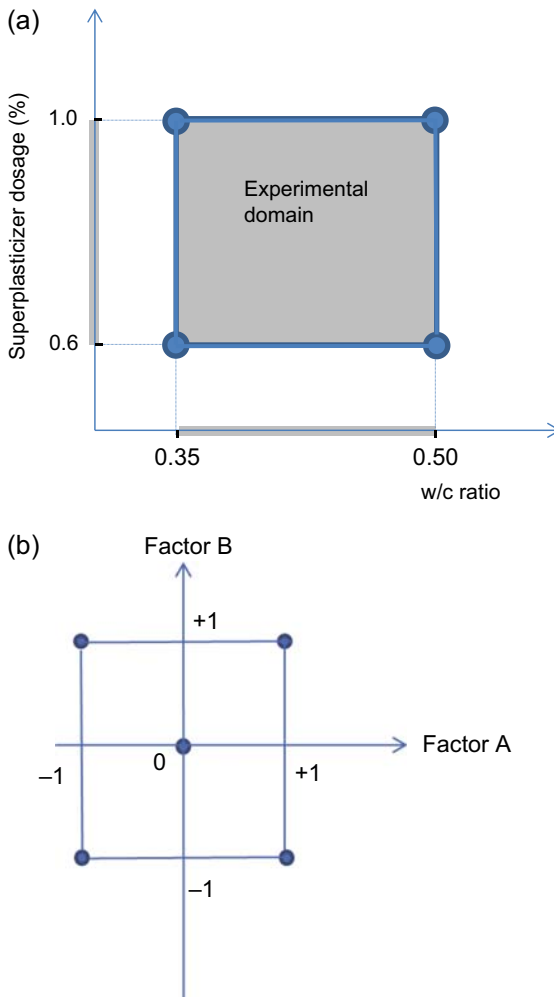 (a)
Superplasticizer dosage (%)
1.0
Experimental
domain
0.6
0.35
0.50
w/c ratio
(b)
Factor B
+1
Factor A
–1
0
+1
–1